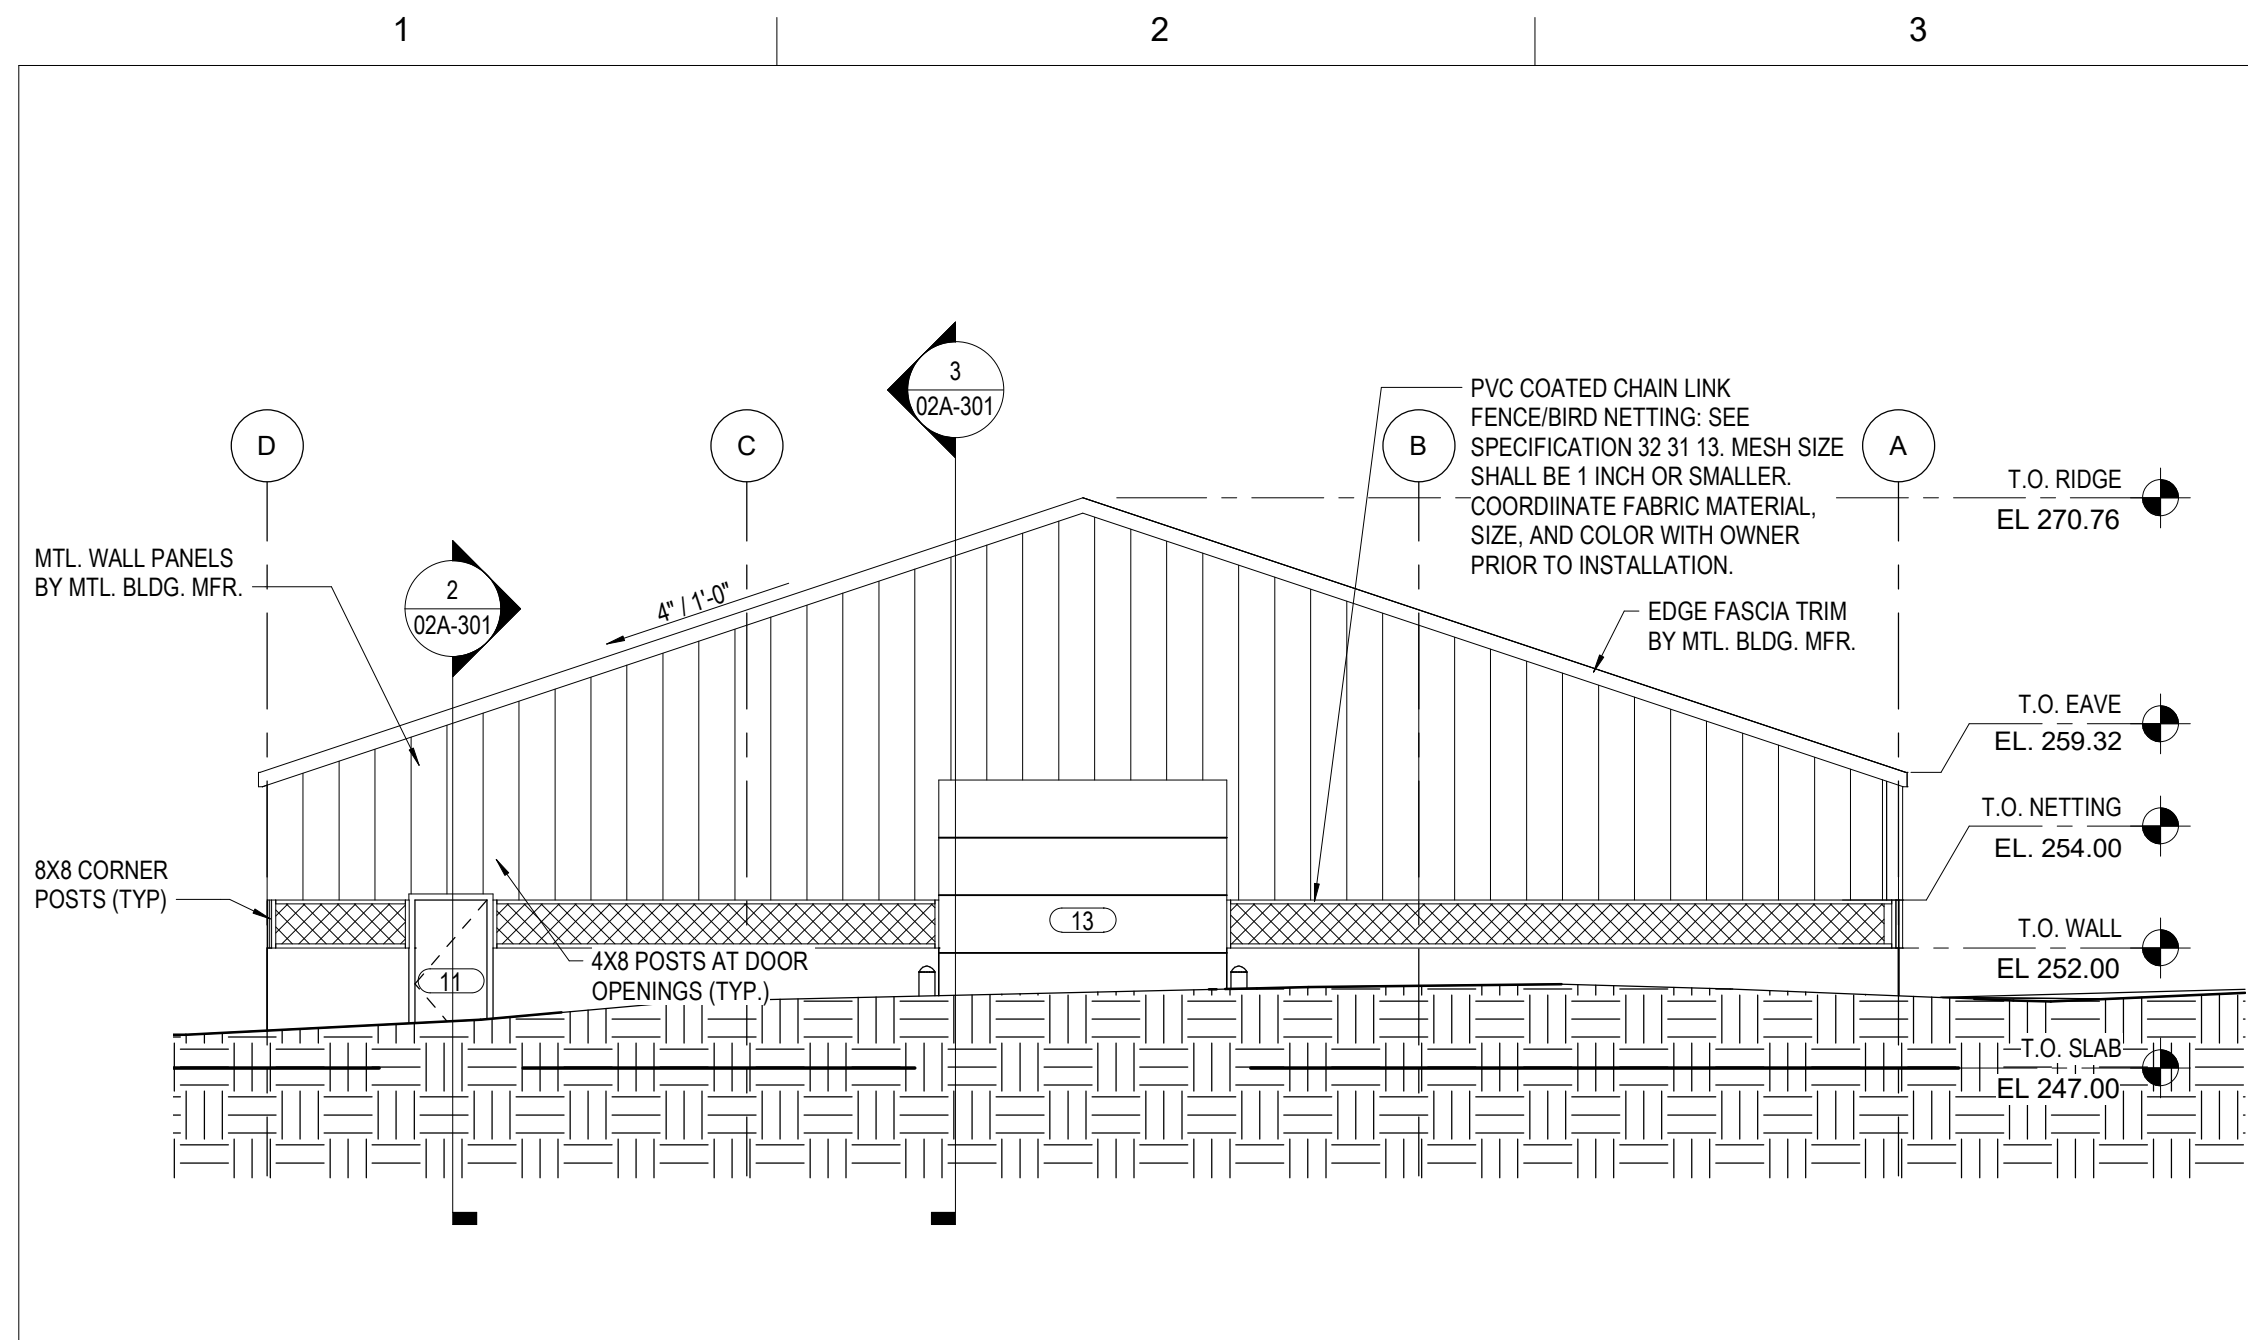 1
2
3
3
02A-301
PVC COATED CHAIN LINK
FENCE/BIRD NETTING: SEE
SPECIFICATION 32 31 13. MESH SIZE
SHALL BE 1 INCH OR SMALLER.
COORDIINATE FABRIC MATERIAL,
SIZE, AND COLOR WITH OWNER
PRIOR TO INSTALLATION.
D
C
B
A
T.O. RIDGE
EL 270.76
MTL. WALL PANELS
BY MTL. BLDG. MFR.
2
02A-301
4" / 1'-0"
EDGE FASCIA TRIM
BY MTL. BLDG. MFR.
T.O. EAVE
EL. 259.32
T.O. NETTING
EL. 254.00
8X8 CORNER
POSTS (TYP)
13
T.O. WALL
EL 252.00
4X8 POSTS AT DOOR
OPENINGS (TYP.)
11
T.O. SLAB
EL 247.00